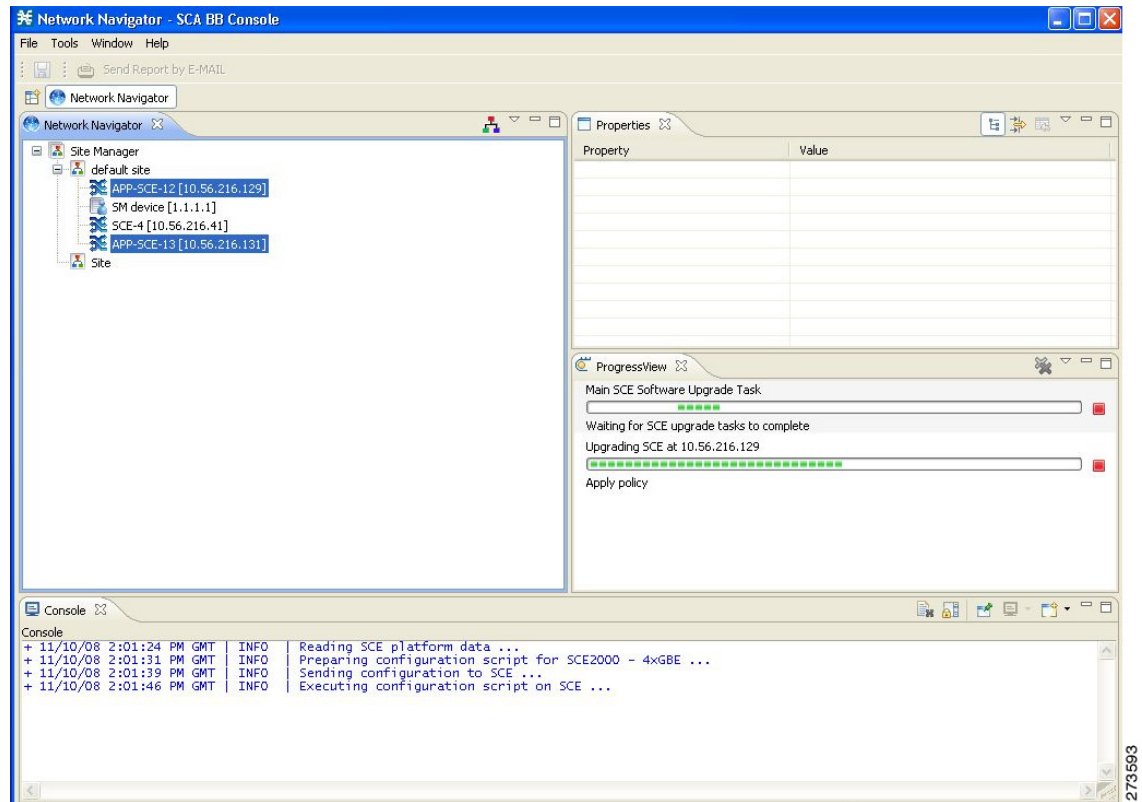 Network Navigator - SCA BB Console
File Tools Window Help
Send Report by E-MAIL
Network Navigator
Network Navigator
Site Manager
default site
APP-SCE-12 [10.56.216.129]
SM device [1.1.1.1]
SCE-4 [10.56.216.41]
APP-SCE-13 [10.56.216.131]
Site
Properties
Property Value
ProgressView
Main SCE Software Upgrade Task
Waiting for SCE upgrade tasks to complete
Upgrading SCE at 10.56.216.129
Apply policy
Console
Console
+ 11/10/08 2:01:24 PM GMT | INFO | Reading SCE platform data ...
+ 11/10/08 2:01:31 PM GMT | INFO | Preparing configuration script for SCE2000 - 4xGBE ...
+ 11/10/08 2:01:39 PM GMT | INFO | Sending configuration to SCE ...
+ 11/10/08 2:01:46 PM GMT | INFO | Executing configuration script on SCE ...
273593